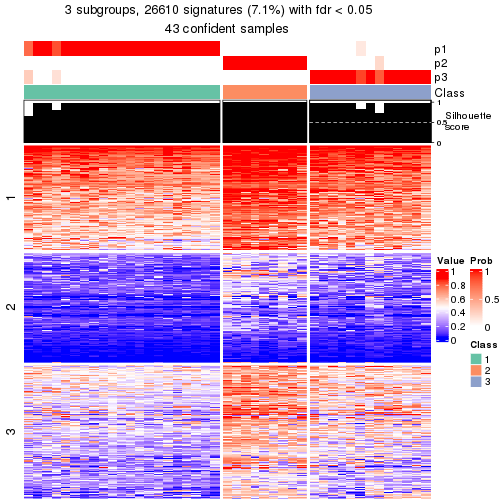 3 subgroups, 26610 signatures (7.1%) with fdr < 0.05
43 confident samples
p1
p2
p3
Class
1
0.5
0
Silhouette
score
1
2
3
Value
1
0.8
0.6
0.4
0.2
0
Prob
1
0.5
0
Class
1
2
3